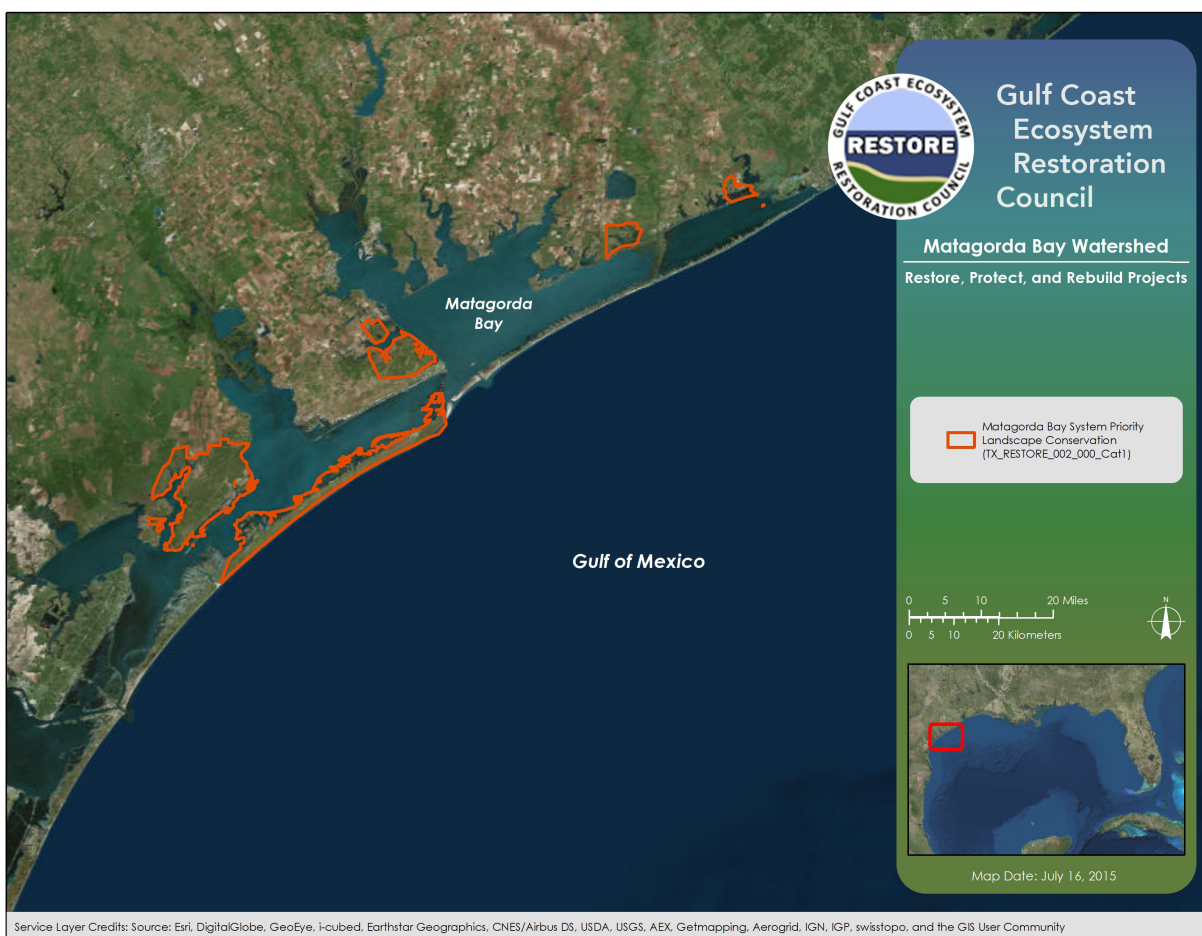 GULF COAST ECOSYSTEM
RESTORE
RESTORATION COUNCIL
Gulf Coast
Ecosystem
Restoration
Council
Matagorda Bay Watershed
Restore, Protect, and Rebuild Projects
Matagorda
Bay
Matagorda Bay System Priority
Landscape Conservation
(TX_RESTORE_002_000_Cat1)
Gulf of Mexico
0 5 10 20 Miles
0 5 10 20 Kilometers
N
Map Date: July 16, 2015
Service Layer Credits: Source: Esri, DigitalGlobe, GeoEye, i-cubed, Earthstar Geographics, CNES/Airbus DS, USDA, USGS, AEX, Getmapping, Aerogrid, IGN, IGP, swisstopo, and the GIS User Community